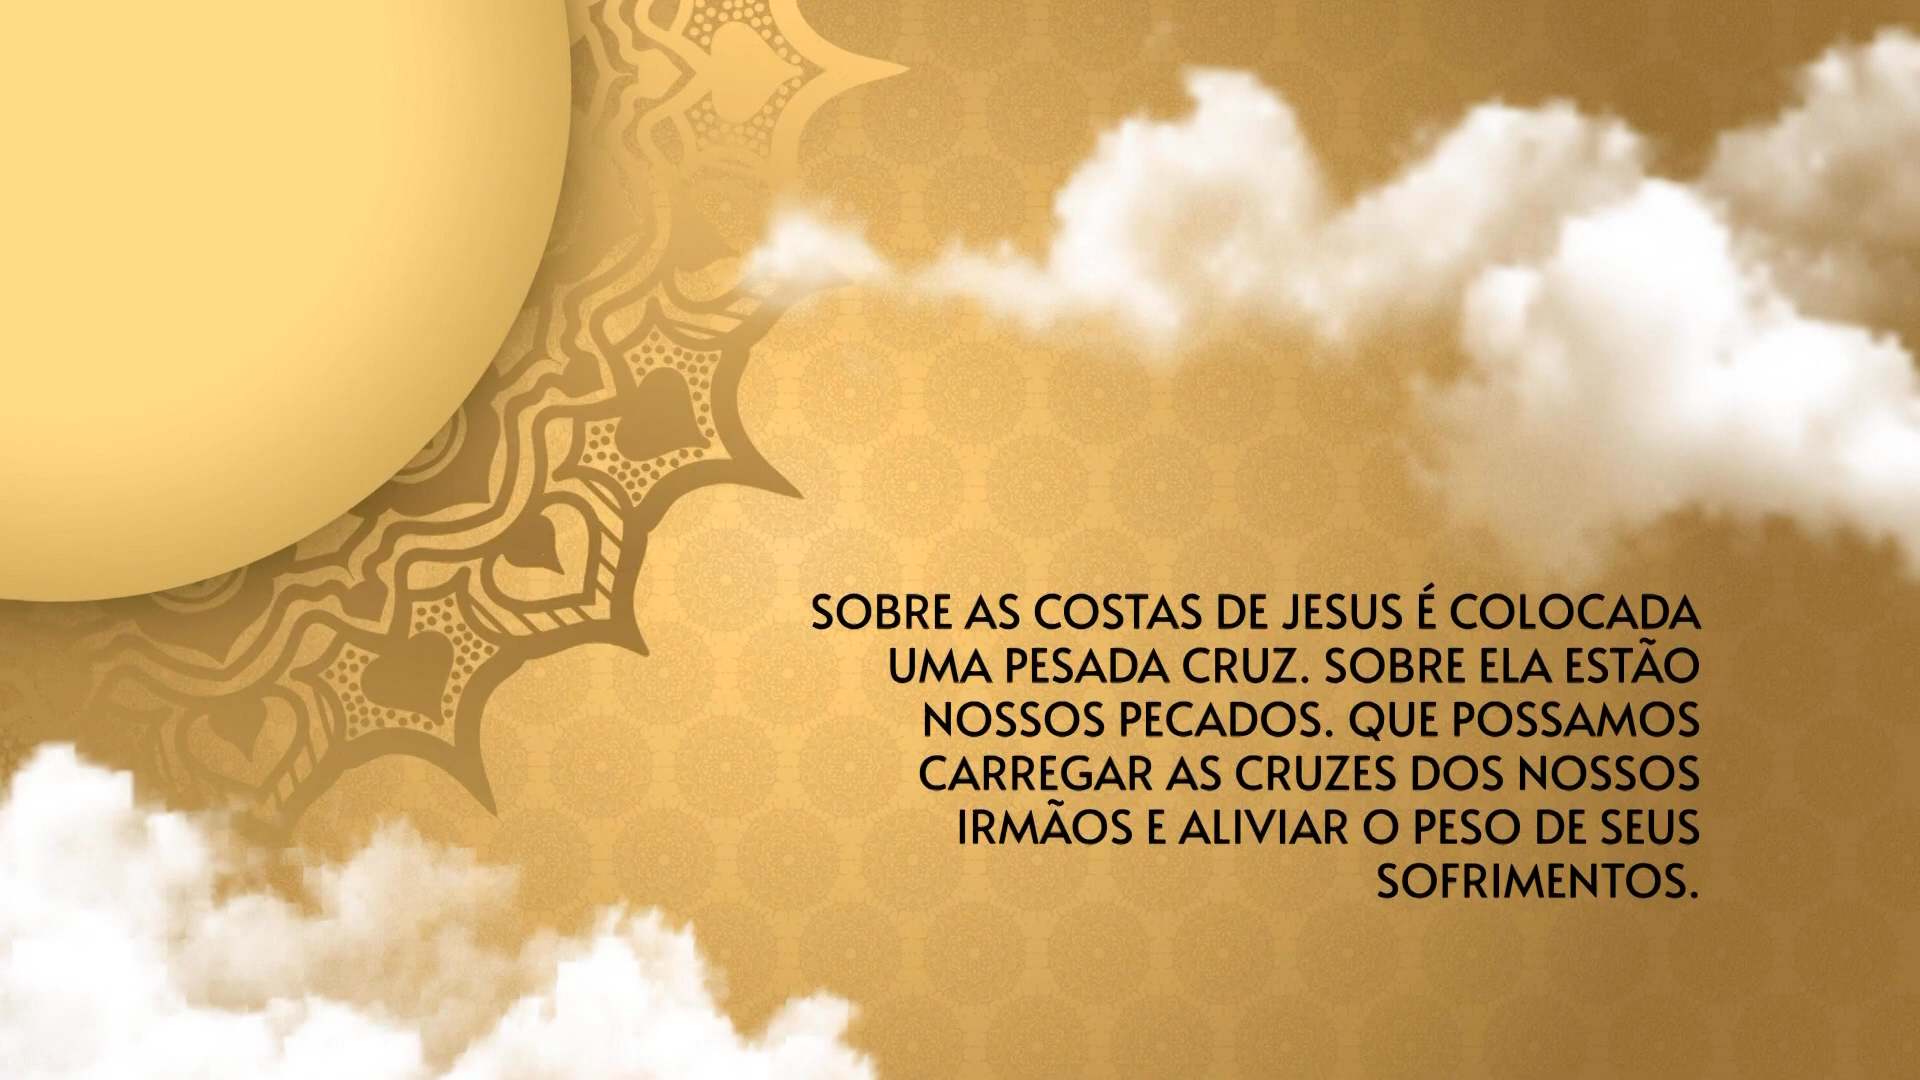 SOBRE AS COSTAS DE JESUS É COLOCADA
UMA PESADA CRUZ. SOBRE ELA ESTÃO
NOSSOS PECADOS. QUE POSSAMOS
CARREGAR AS CRUZES DOS NOSSOS
IRMÃOS E ALIVIAR O PESO DE SEUS
SOFRIMENTOS.